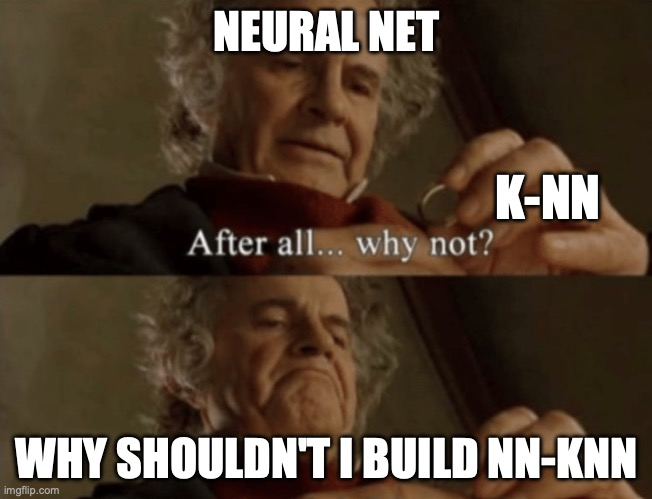 NEURAL NET
K-NN
After all... why not?
WHY SHOULDN'T I BUILD NN-KNN
imgflip.com